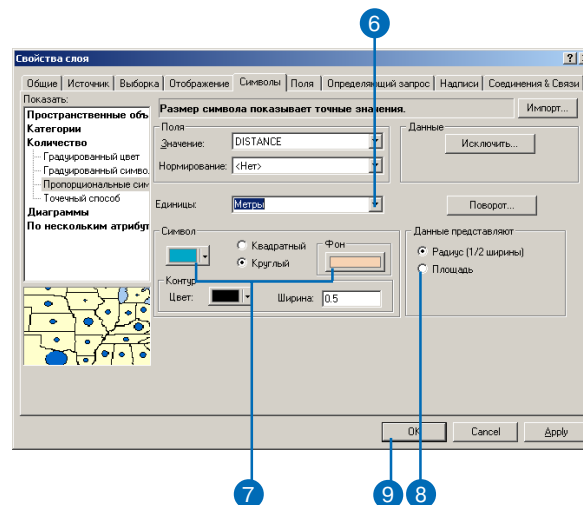 6
Свойства слоя
Общие Источник Выборка Отображение Символы Поля Определяющий запрос Надписи Соединения & Связи
Показать:
Пространственные объ
Категории
Количество
Градуированный цвет
Градуированный симво.
Пропорциональные сим
Точечный способ
Диаграммы
По нескольким атрибут
Размер символа показывает точные значения.
Импорт...
Поля
Значение: DISTANCE
Нормирование: <Нет>
Данные
Исключить...
Единицы: Метры
Поворот...
Символ
Квадратный
Круглый
Фон
Контур
Цвет: Ширина: 0.5
Данные представляют
Радиус (1/2 ширины)
Площадь
OK Cancel Apply
7 9 8